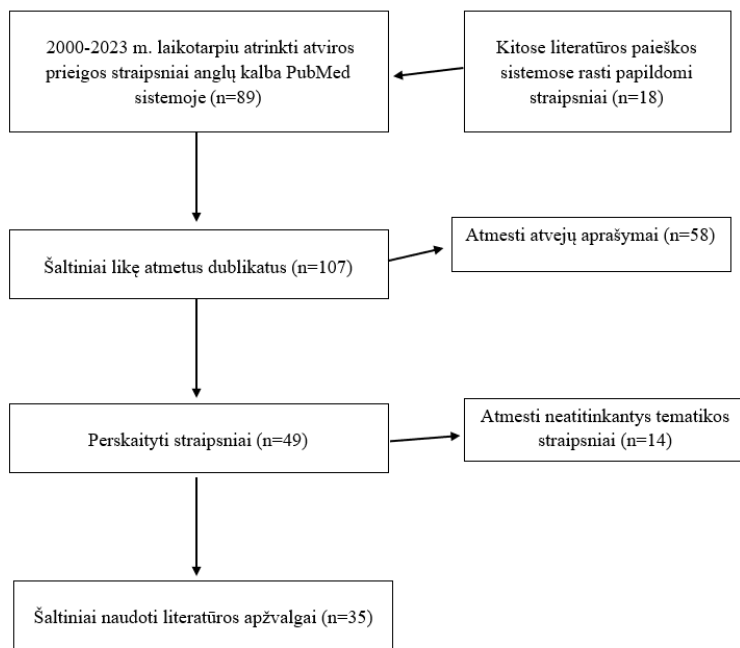 2000-2023 m. laikotarpiu atrinkti atviros
prieigos straipsniai anglų kalba PubMed
sistemoje (n=89)
Kitose literatūros paieškos
sistemose rasti papildomi
straipsniai (n=18)
Šaltiniai likę atmetus dublikatus (n=107)
Atmesti atvejų aprašymai (n=58)
Perskaityti straipsniai (n=49)
Atmesti neatitinkantys tematikos
straipsniai (n=14)
Šaltiniai naudoti literatūros apžvalgai (n=35)